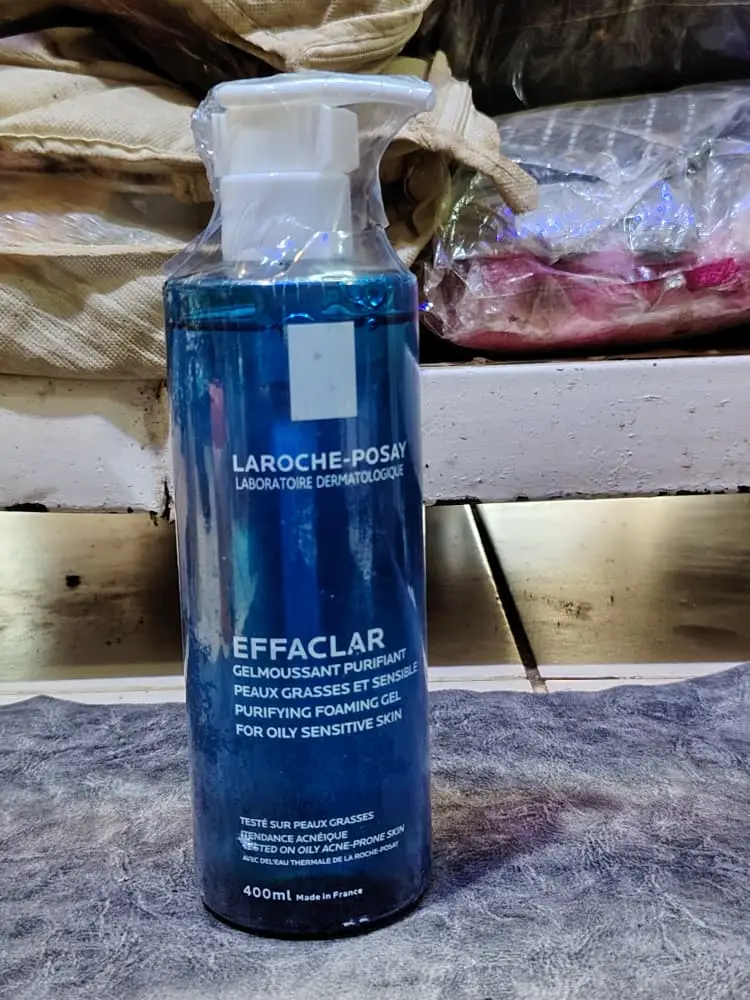 LAROCHE-POSAY
LABORATOIRE DERMATOLOGIQUE
EFFACLAR
GELMOUSSANT PURIFIANT
PEAUX GRASSES ET SENSIBLE
PURIFYING FOAMING GEL
FOR OILY SENSITIVE SKIN
TESTÉ SUR PEAUX GRASSES
TENDANCE ACNÉIQUE
TESTED ON OILY ACNE-PRONE SKIN
AVEC DEL'EAU THERMALE DE LA ROCHE-POSAY
400ml Made in France